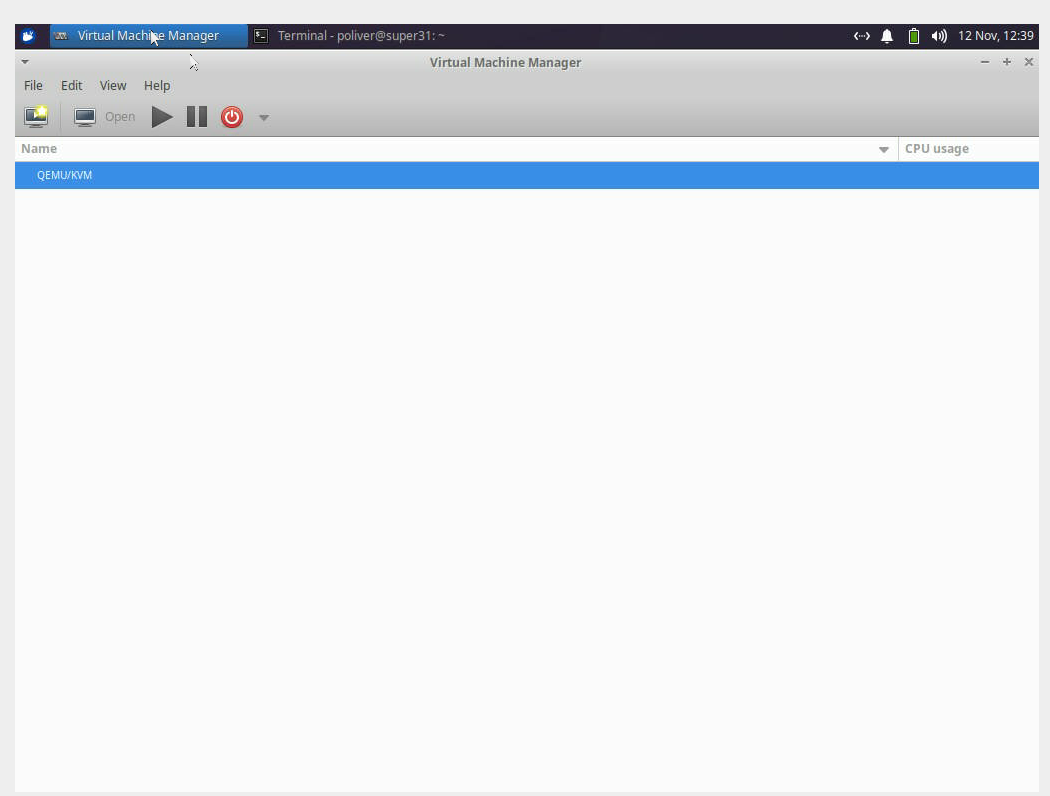 Virtual Machine Manager
Terminal - poliver@super31: ~
12 Nov, 12:39
Virtual Machine Manager
File Edit View Help
Open
Name CPU usage
QEMU/KVM